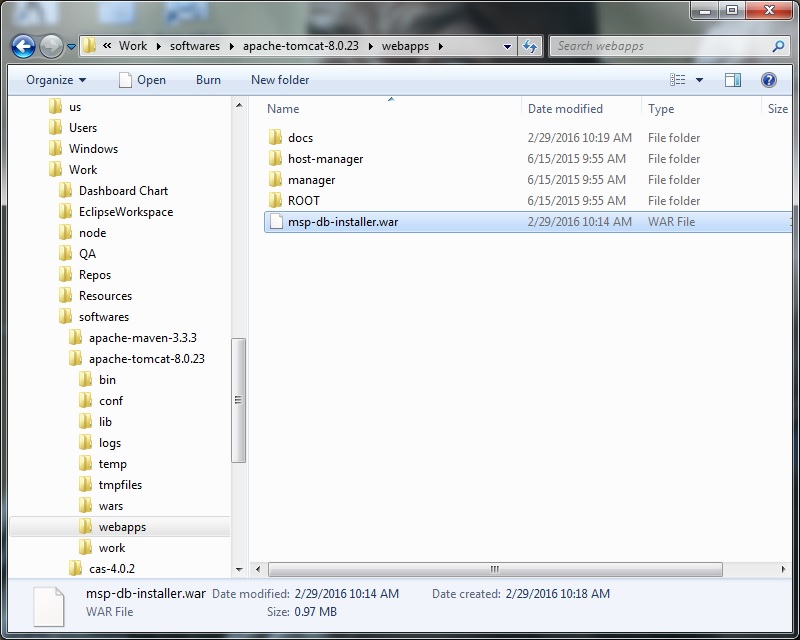 « Work softwares apache-tomcat-8.0.23 webapps Search webapps
Organize Open Burn New folder
us
Users
Windows
Work
Dashboard Chart
EclipseWorkspace
node
QA
Repos
Resources
softwares
apache-maven-3.3.3
apache-tomcat-8.0.23
bin
conf
lib
logs
temp
tmpfiles
wars
webapps
work
cas-4.0.2
Name Date modified Type Size
docs 2/29/2016 10:19 AM File folder
host-manager 6/15/2015 9:55 AM File folder
manager 6/15/2015 9:55 AM File folder
ROOT 6/15/2015 9:55 AM File folder
msp-db-installer.war 2/29/2016 10:14 AM WAR File
msp-db-installer.war Date modified: 2/29/2016 10:14 AM Date created: 2/29/2016 10:18 AM
WAR File Size: 0.97 MB